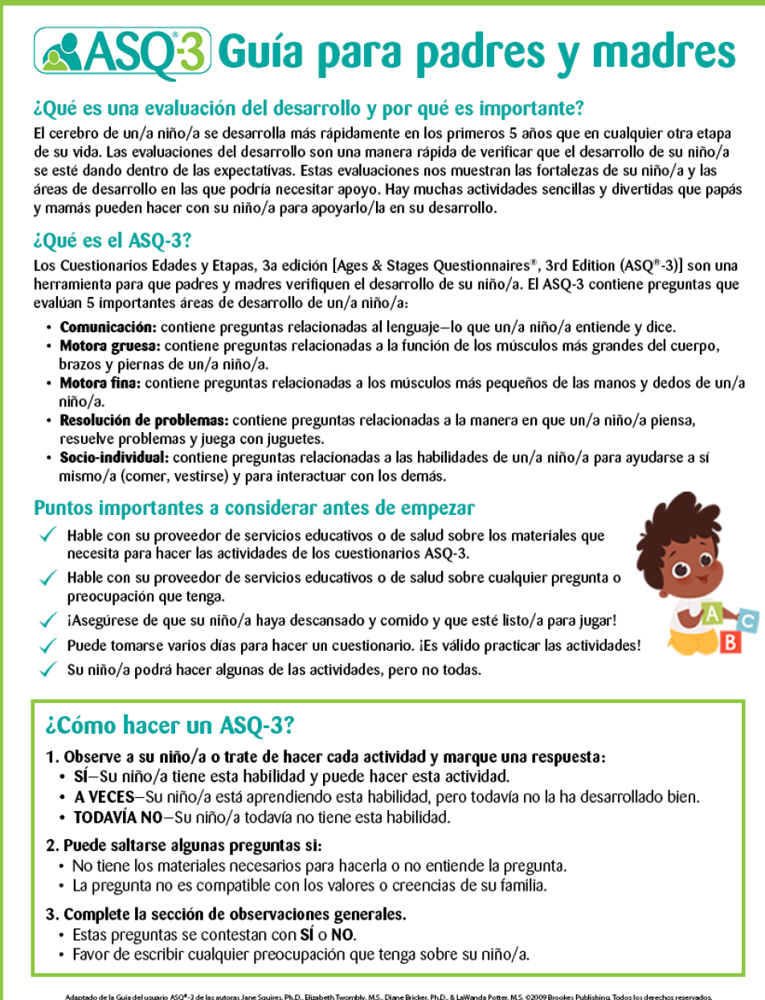 ASQ®-3 Guía para padres y madres
¿Qué es una evaluación del desarrollo y por qué es importante?
El cerebro de un/a niño/a se desarrolla más rápidamente en los primeros 5 años que en cualquier otra etapa
de su vida. Las evaluaciones del desarrollo son una manera rápida de verificar que el desarrollo de su niño/a
se esté dando dentro de las expectativas. Estas evaluaciones nos muestran las fortalezas de su niño/a y las
áreas de desarrollo en las que podría necesitar apoyo. Hay muchas actividades sencillas y divertidas que papás
y mamás pueden hacer con su niño/a para apoyarlo/la en su desarrollo.
¿Qué es el ASQ-3?
Los Cuestionarios Edades y Etapas, 3a edición [Ages & Stages Questionnaires®, 3rd Edition (ASQ®-3)] son una
herramienta para que padres y madres verifiquen el desarrollo de su niño/a. El ASQ-3 contiene preguntas que
evalúan 5 importantes áreas de desarrollo de un/a niño/a:
• Comunicación: contiene preguntas relacionadas al lenguaje—lo que un/a niño/a entiende y dice.
• Motora gruesa: contiene preguntas relacionadas a la función de los músculos más grandes del cuerpo,
brazos y piernas de un/a niño/a.
• Motora fina: contiene preguntas relacionadas a los músculos más pequeños de las manos y dedos de un/a
niño/a.
• Resolución de problemas: contiene preguntas relacionadas a la manera en que un/a niño/a piensa,
resuelve problemas y juega con juguetes.
• Socio-individual: contiene preguntas relacionadas a las habilidades de un/a niño/a para ayudarse a sí
mismo/a (comer, vestirse) y para interactuar con los demás.
Puntos importantes a considerar antes de empezar
✓ Hable con su proveedor de servicios educativos o de salud sobre los materiales que
necesita para hacer las actividades de los cuestionarios ASQ-3.
✓ Hable con su proveedor de servicios educativos o de salud sobre cualquier pregunta o
preocupación que tenga.
✓ ¡Asegúrese de que su niño/a haya descansado y comido y que esté listo/a para jugar!
✓ Puede tomarse varios días para hacer un cuestionario. ¡Es válido practicar las actividades!
✓ Su niño/a podrá hacer algunas de las actividades, pero no todas.
A C
B
¿Cómo hacer un ASQ-3?
1. Observe a su niño/a o trate de hacer cada actividad y marque una respuesta:
• SÍ—Su niño/a tiene esta habilidad y puede hacer esta actividad.
• A VECES—Su niño/a está aprendiendo esta habilidad, pero todavía no la ha desarrollado bien.
• TODAVÍA NO—Su niño/a todavía no tiene esta habilidad.
2. Puede saltarse algunas preguntas si:
• No tiene los materiales necesarios para hacerla o no entiende la pregunta.
• La pregunta no es compatible con los valores o creencias de su familia.
3. Complete la sección de observaciones generales.
• Estas preguntas se contestan con SÍ o NO.
• Favor de escribir cualquier preocupación que tenga sobre su niño/a.
Adaptado de la Guía del usuario ASQ®-3 de las autoras Jane Squires, Ph.D., Elizabeth Twombly, M.S., Diane Bricker, Ph.D., & LaWanda Potter, M.S. ©2009 Brookes Publishing. Todos los derechos reservados.